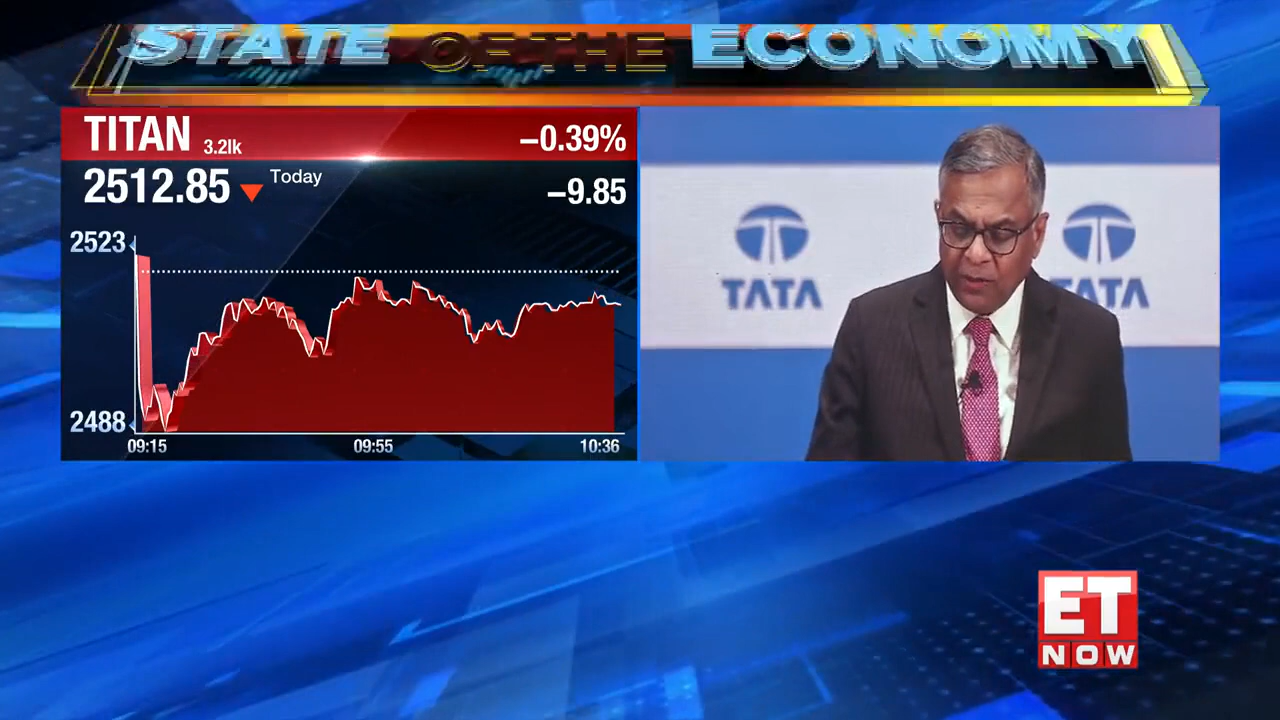 STATE OF THE ECONOMY
TITAN 3.2lk −0.39%
2512.85 Today −9.85
2523
2488
09:15 09:55 10:36
TATA TATA
ET
NOW